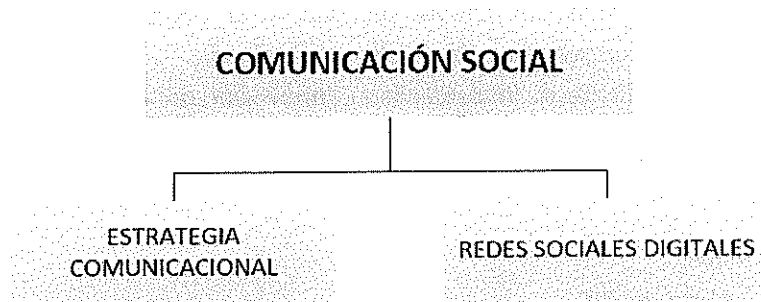 COMUNICACIÓN SOCIAL
ESTRATEGIA
COMUNICACIONAL
REDES SOCIALES DIGITALES